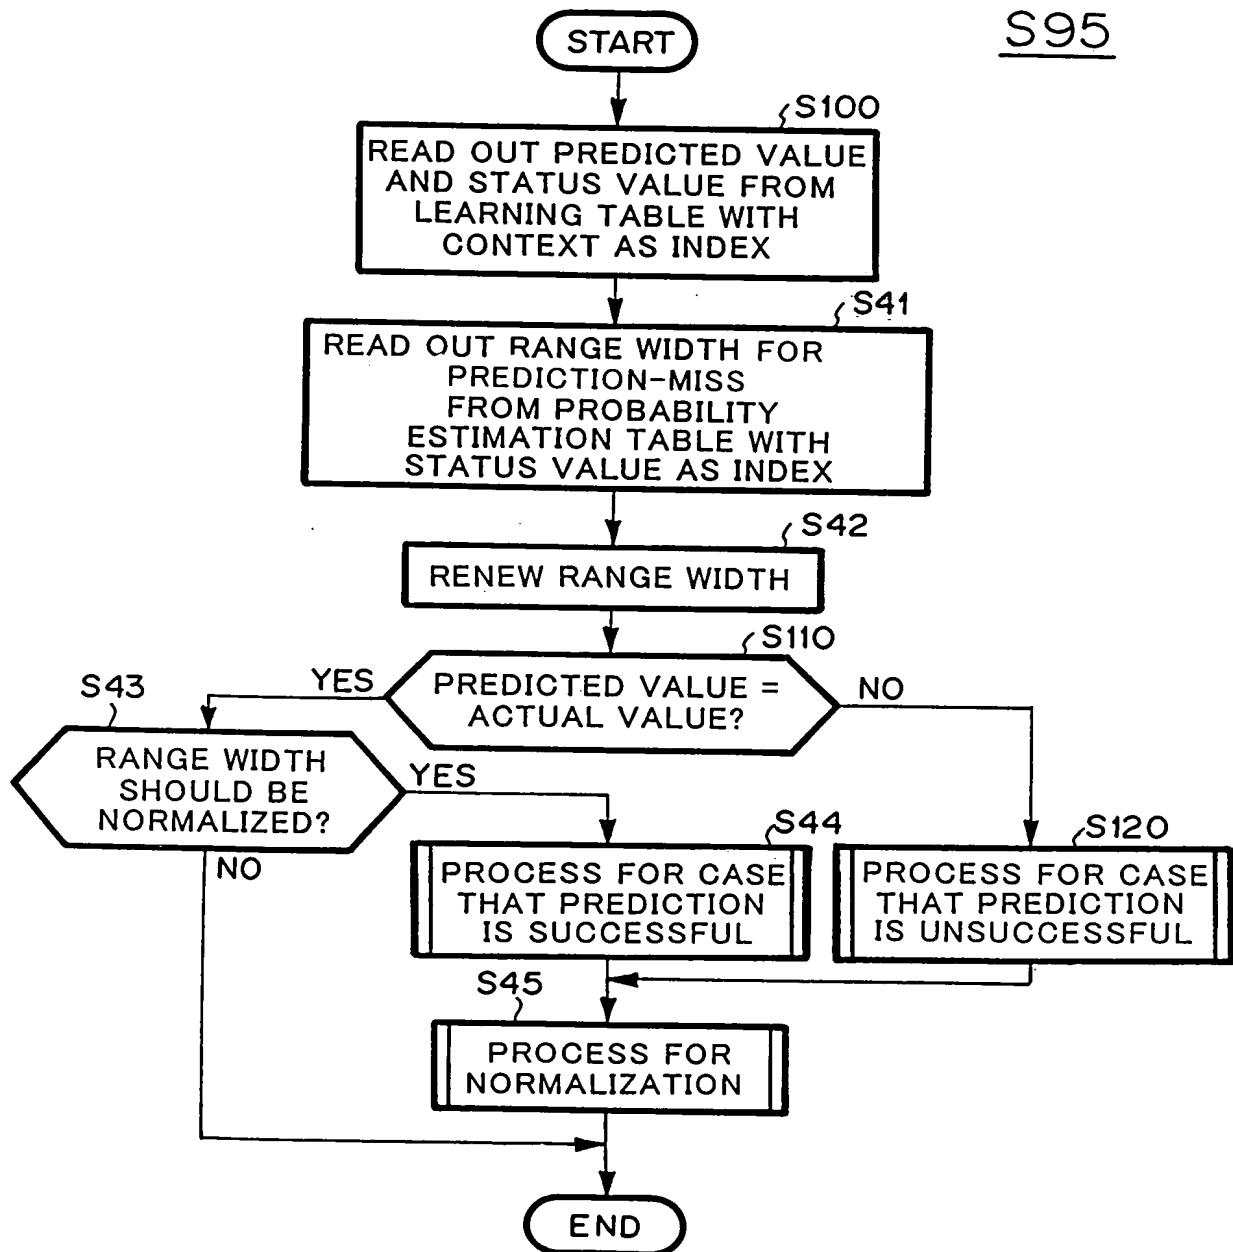 START
S95
S100
READ OUT PREDICTED VALUE
AND STATUS VALUE FROM
LEARNING TABLE WITH
CONTEXT AS INDEX
S41
READ OUT RANGE WIDTH FOR
PREDICTION-MISS
FROM PROBABILITY
ESTIMATION TABLE WITH
STATUS VALUE AS INDEX
S42
RENEW RANGE WIDTH
S110
PREDICTED VALUE =
ACTUAL VALUE?
YES
NO
S43
RANGE WIDTH
SHOULD BE
NORMALIZED?
YES
NO
S44
PROCESS FOR CASE
THAT PREDICTION
IS SUCCESSFUL
S120
PROCESS FOR CASE
THAT PREDICTION
IS UNSUCCESSFUL
S45
PROCESS FOR
NORMALIZATION
END